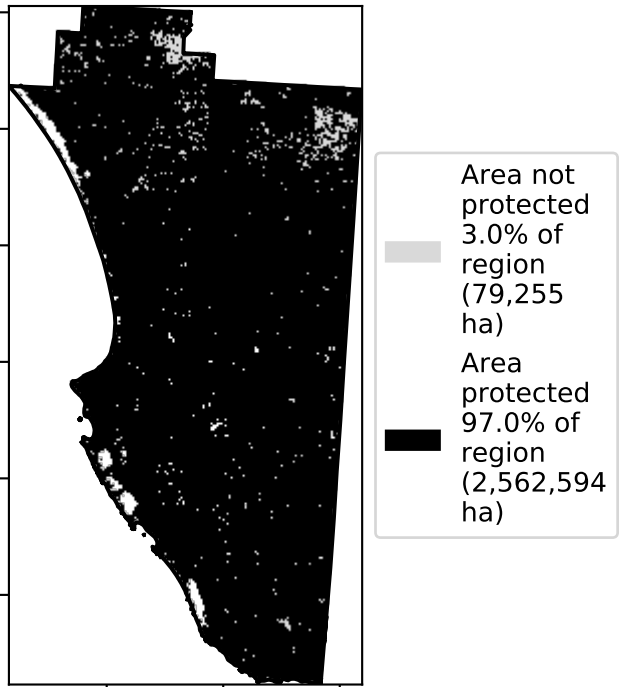 Area not
protected
3.0% of
region
(79,255
ha)
Area
protected
97.0% of
region
(2,562,594
ha)